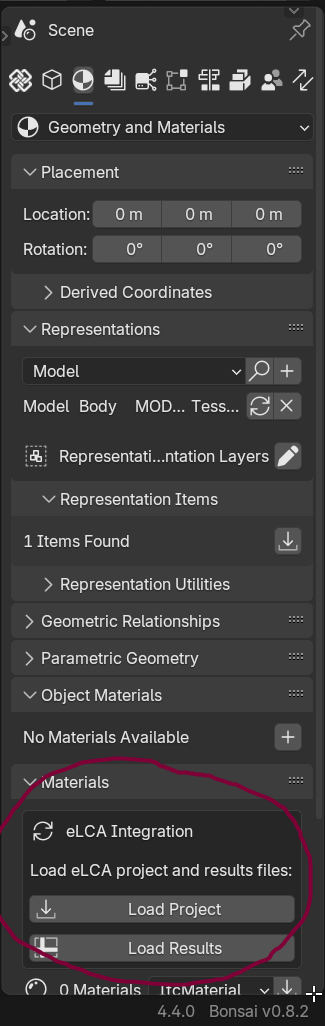 Scene
Geometry and Materials
Placement
Location: 0 m 0 m 0 m
Rotation: 0° 0° 0°
Derived Coordinates
Representations
Model
Model Body MOD... Tess...
Representati...ntation Layers
Representation Items
1 Items Found
Representation Utilities
Geometric Relationships
Parametric Geometry
Object Materials
No Materials Available
Materials
eLCA Integration
Load eLCA project and results files:
Load Project
Load Results
0 Materials IfcMaterial
4.4.0 Bonsai v0.8.2